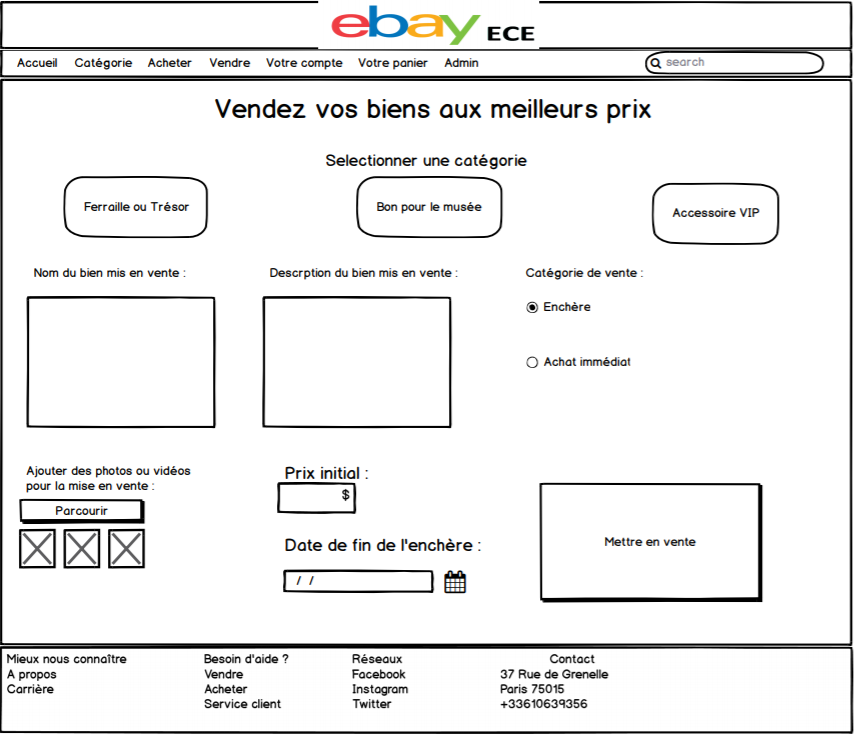 ebay ECE
Accueil Catégorie Acheter Vendre Votre compte Votre panier Admin search
Vendez vos biens aux meilleurs prix
Selectionner une catégorie
Ferraille ou Trésor
Bon pour le musée
Accessoire VIP
Nom du bien mis en vente :
Descrption du bien mis en vente :
Catégorie de vente :
Enchère
Achat immédiat
Ajouter des photos ou vidéos
pour la mise en vente :
Parcourir
Prix initial :
$
Date de fin de l'enchère :
/ /
Mettre en vente
Mieux nous connaître
A propos
Carrière
Besoin d'aide ?
Vendre
Acheter
Service client
Réseaux
Facebook
Instagram
Twitter
Contact
37 Rue de Grenelle
Paris 75015
+33610639356